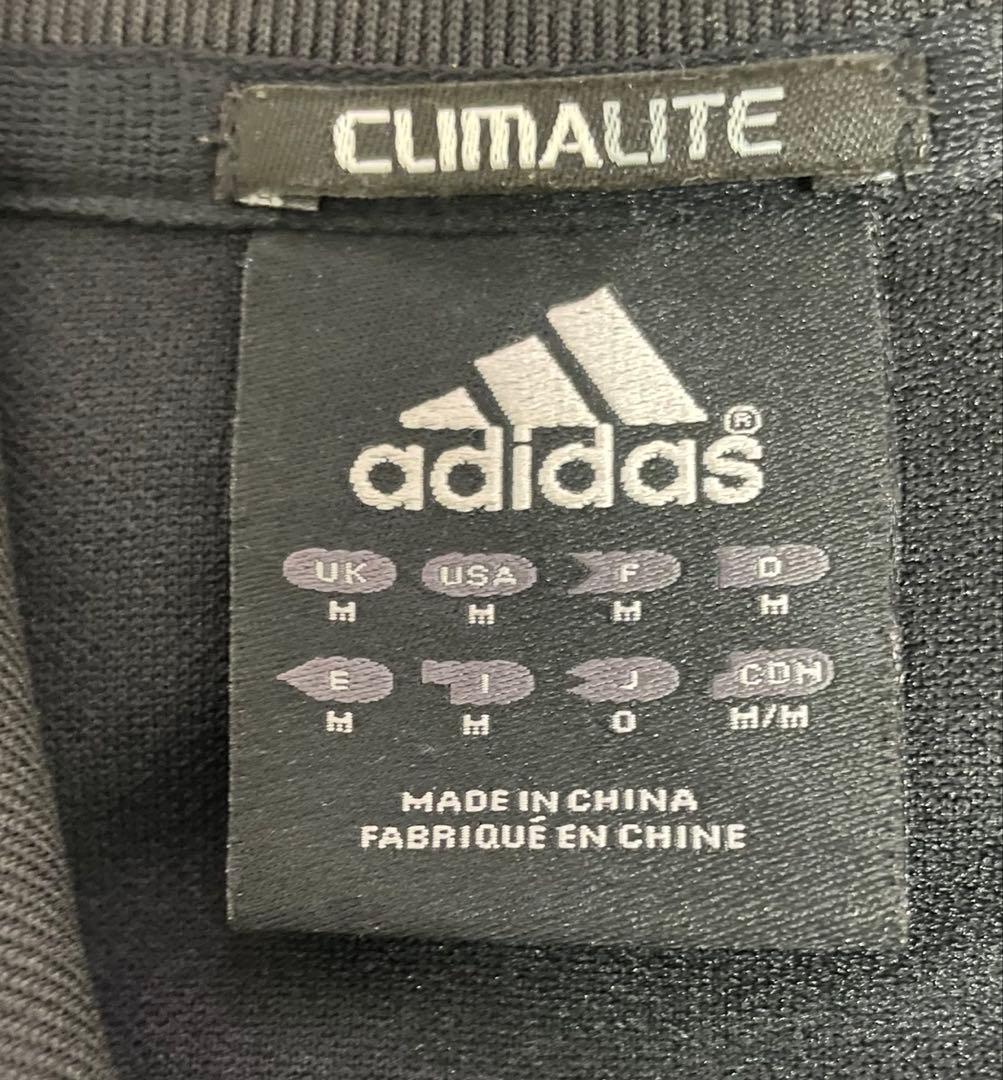 CLIMALITE
adidas®
UK USA F D
M M M M
E I J CDN
M M O M/M
MADE IN CHINA
FABRIQUÉ EN CHINE